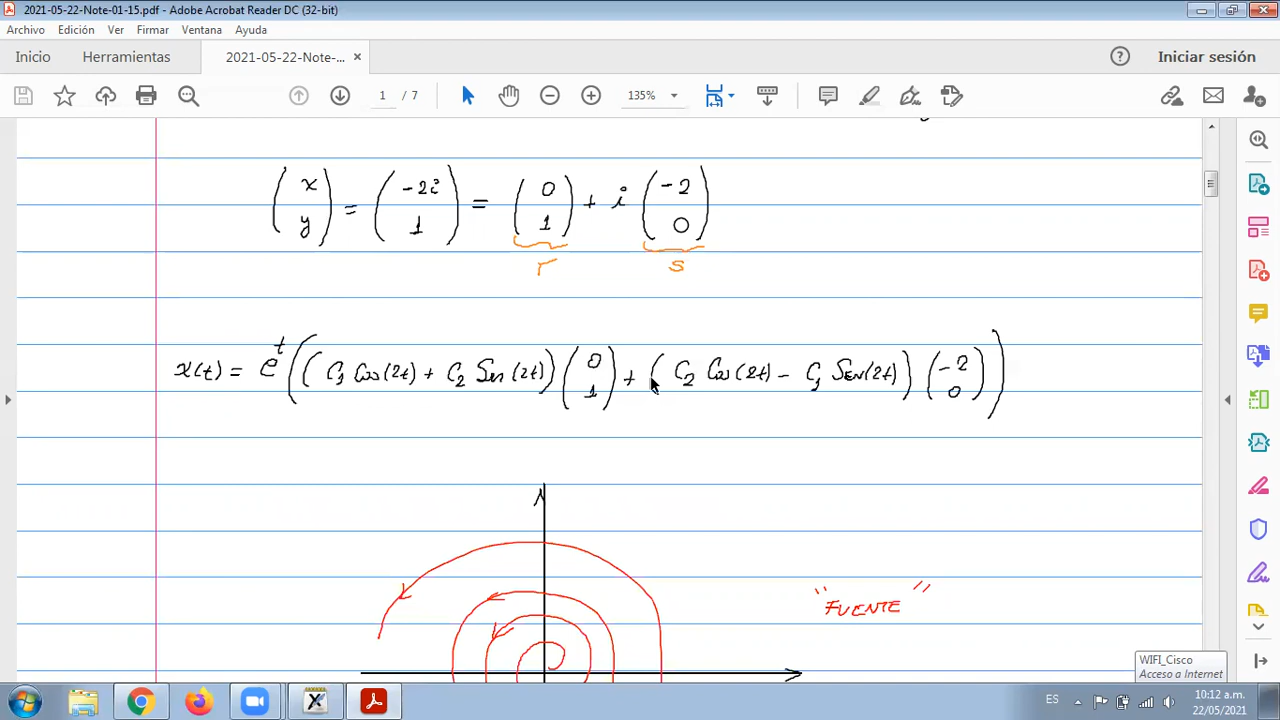 2021-05-22-Note-01-15.pdf - Adobe Acrobat Reader DC (32-bit)
Archivo Edición Ver Firmar Ventana Ayuda
Inicio Herramientas 2021-05-22-Note-... × Iniciar sesión
1 / 7 135%
(x y) = (-2i 1) = (0 1) + i (-2 0)
r s
x(t) = e^t ((C1 Cos(2t) + C2 Sen(2t)) (0 1) + (C2 Cos(2t) - C1 SEN(2t)) (-2 0))
"FUENTE"
WIFI_Cisco
Acceso a Internet
ES 10:12 a.m.
22/05/2021